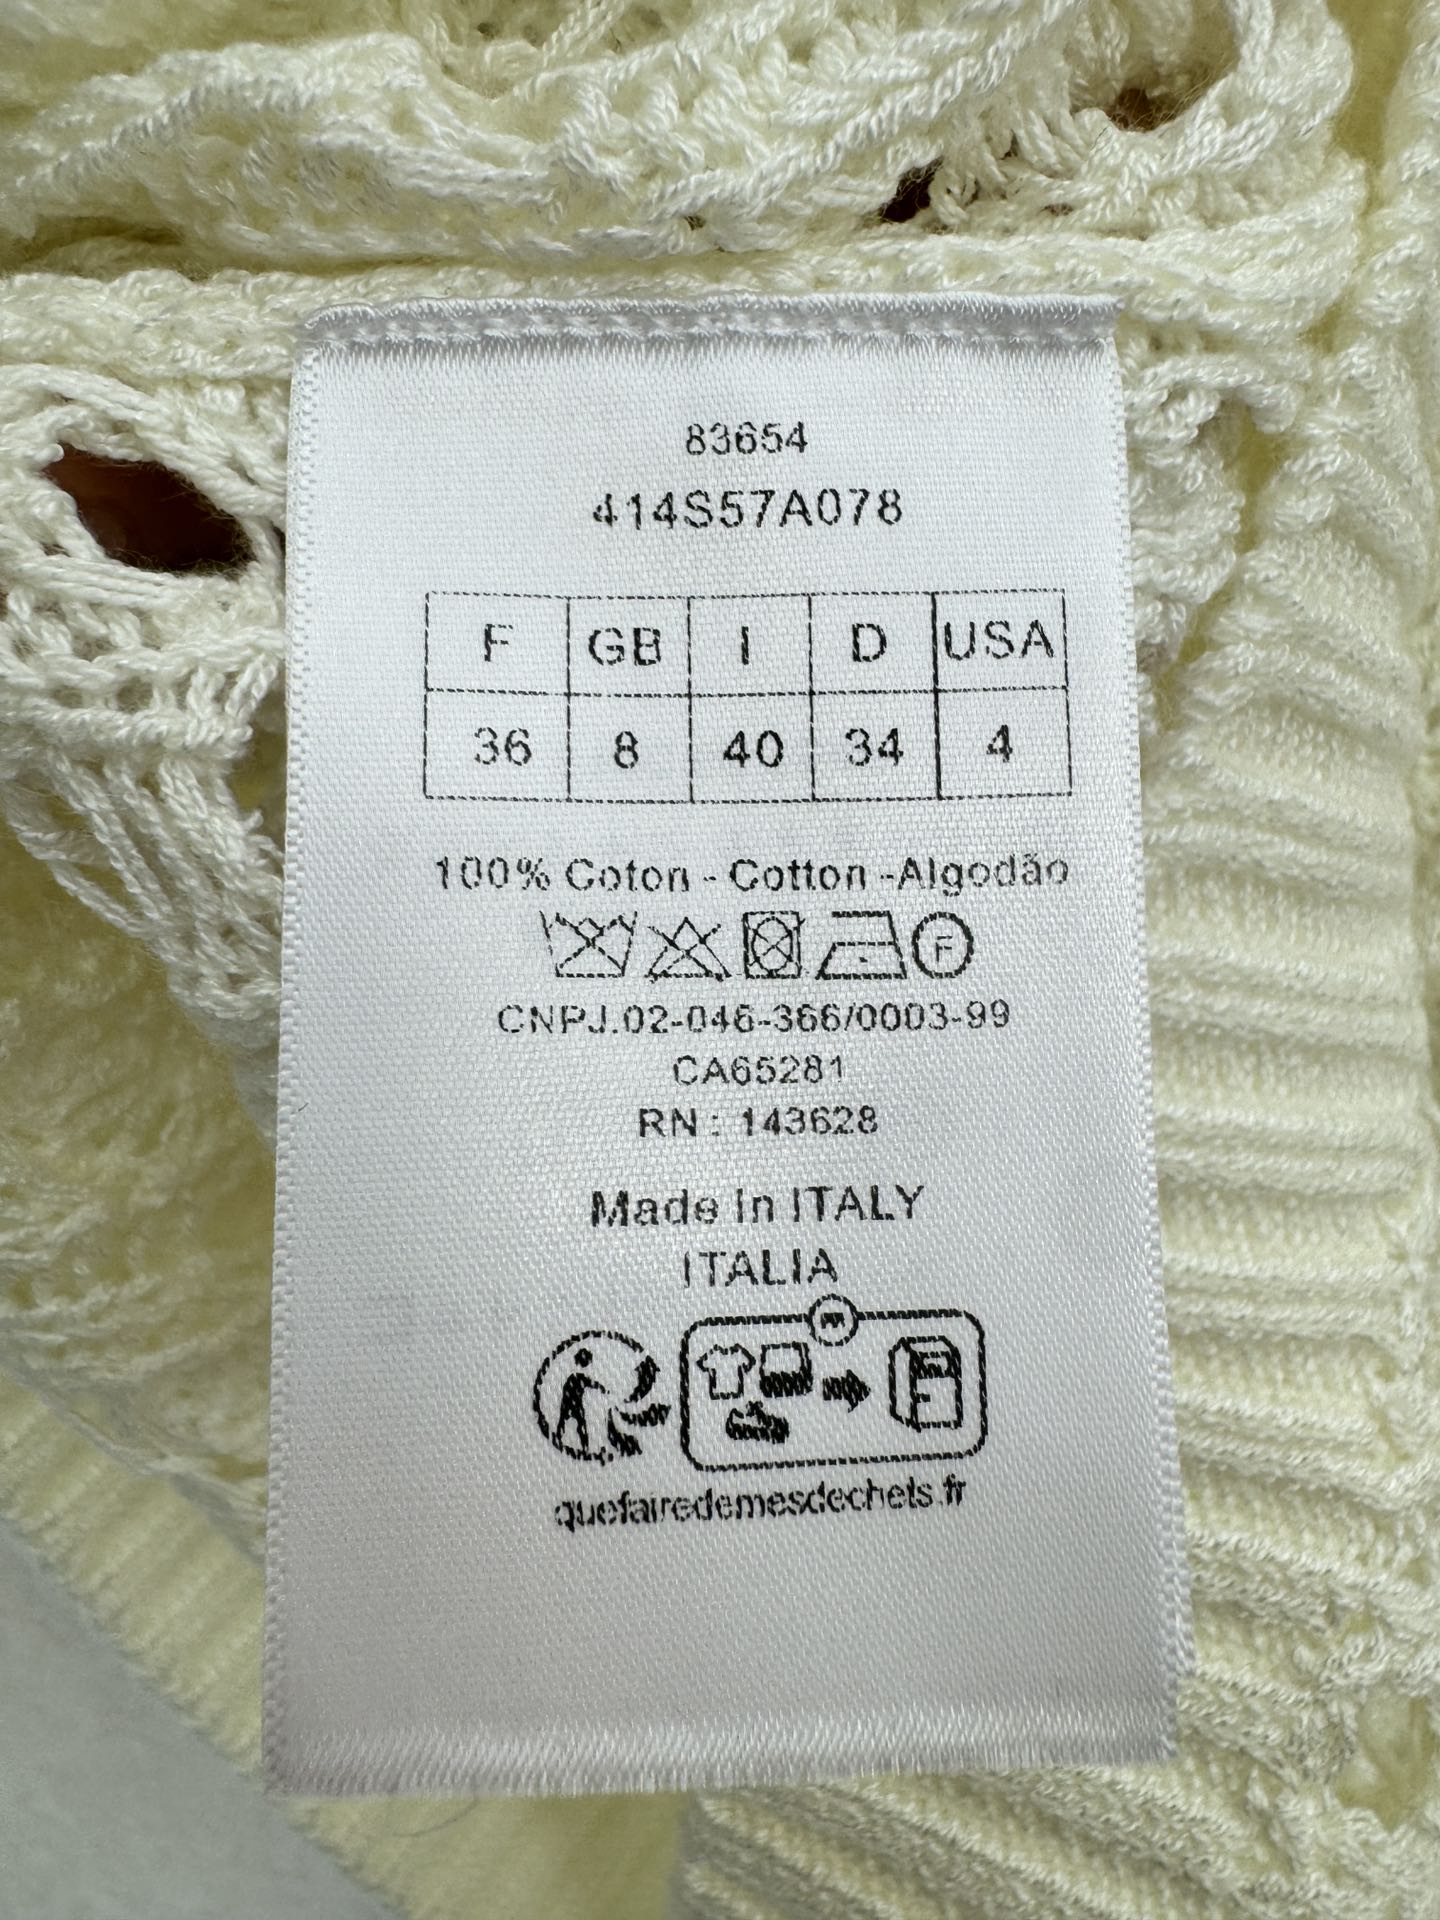 83654
414S57A078
F GB I D USA
36 8 40 34 4
100% Coton - Cotton -Algodão
F
CNPJ.02-046-366/0003-99
CA65281
RN : 143628
Made In ITALY
ITALIA
FR
quefairedemesdechets.fr